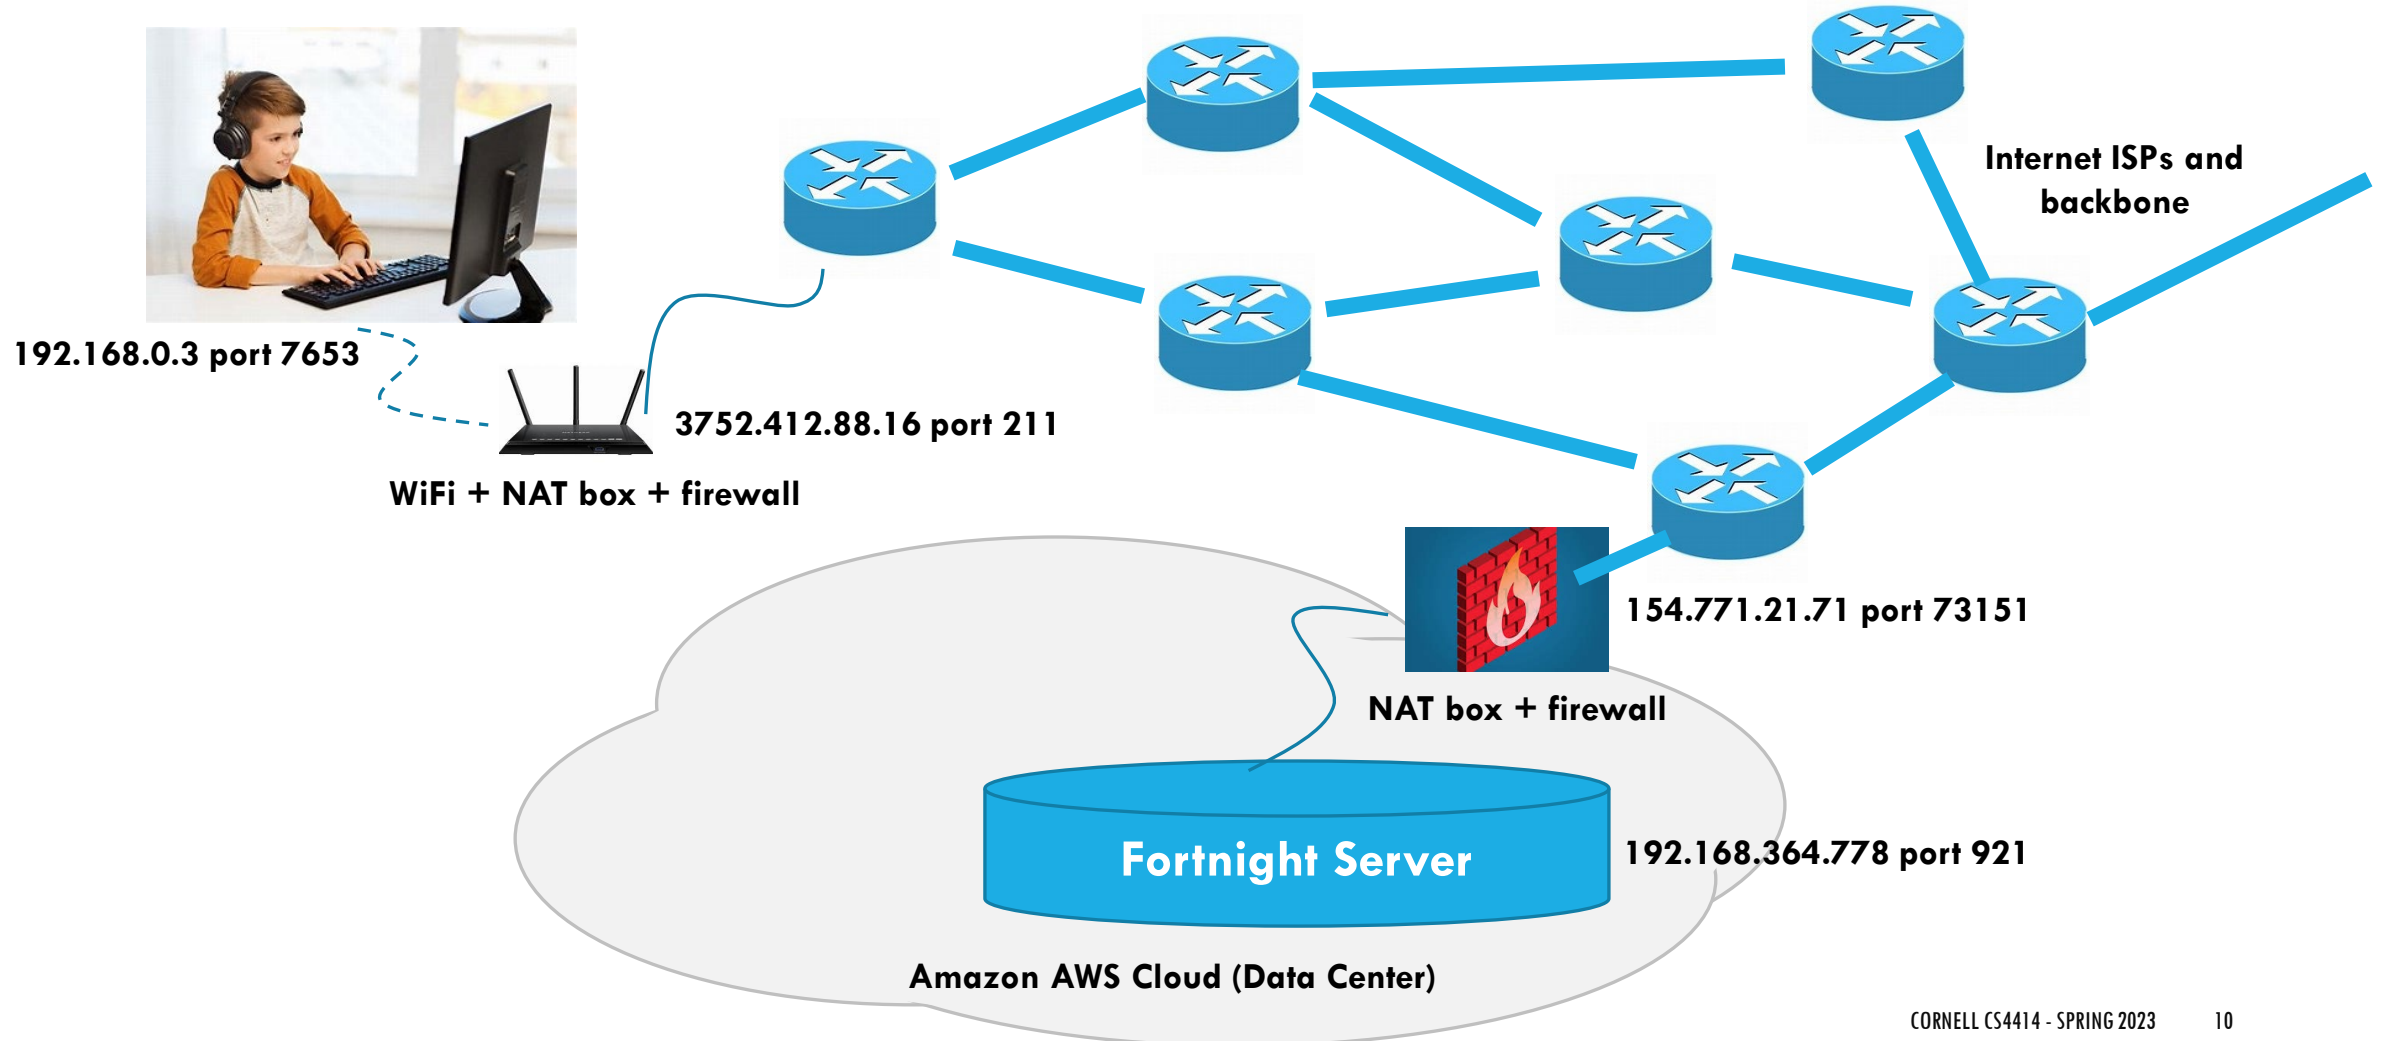 Internet ISPs and
backbone
192.168.0.3 port 7653
3752.412.88.16 port 211
WiFi + NAT box + firewall
154.771.21.71 port 73151
NAT box + firewall
Fortnight Server
192.168.364.778 port 921
Amazon AWS Cloud (Data Center)
CORNELL CS4414 - SPRING 2023
10